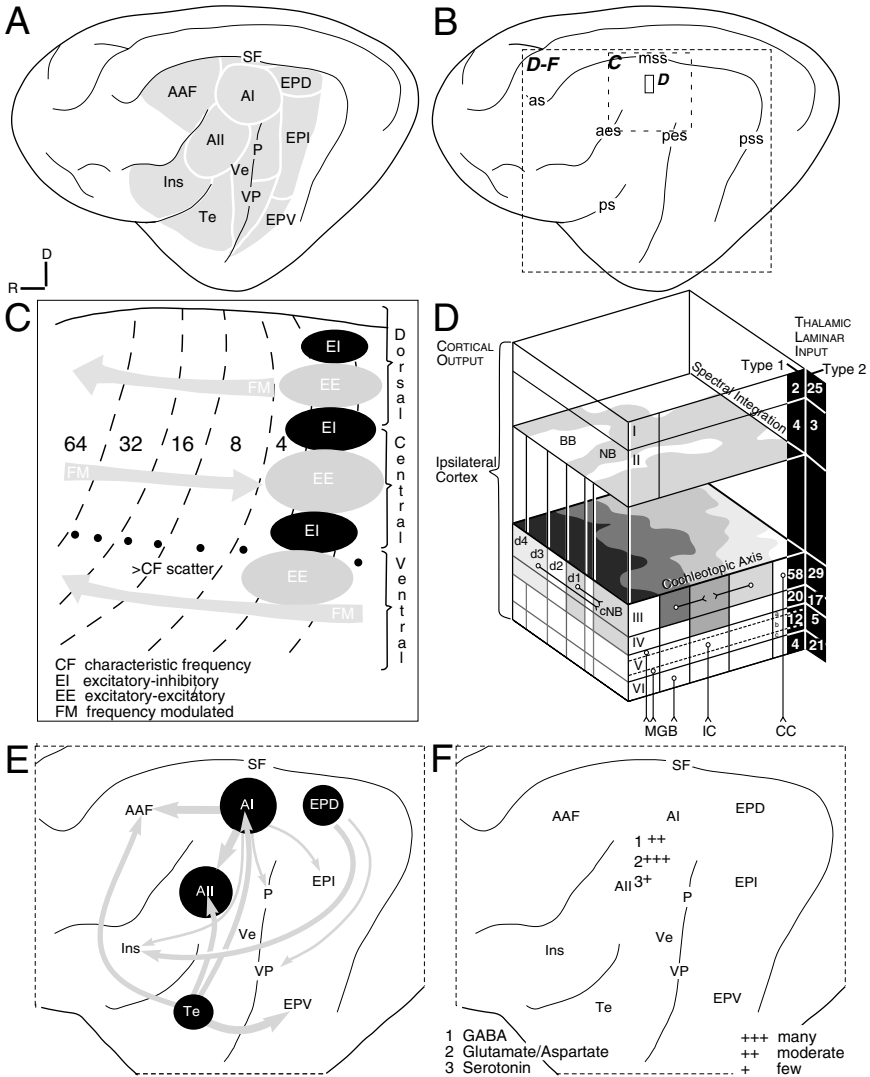 A
SF
AAF
AI
EPD
AII
P
EPI
Ve
Ins
VP
Te
EPV
D
R
B
D-F
C
mss
D
as
aes
pes
pss
ps
C
EI
FM
EE
EI
64 32 16 8 4
FM
EE
EI
>CF scatter
EE
FM
Dorsal
Central
Ventral
CF characteristic frequency
EI excitatory-inhibitory
EE excitatory-excitatory
FM frequency modulated
D
CORTICAL
OUTPUT
THALAMIC
LAMINAR
INPUT
Type 1
Type 2
Spectral Integration
2 25
4 3
I
II
BB
NB
Ipsilateral
Cortex
d4
d3
d2
d1
cNB
Cochleotopic Axis
III
IV
V
VI
58 29
20 17
12 5
4 21
MGB IC CC
E
SF
AAF
AI
EPD
AII
P
EPI
Ins
Ve
VP
Te
EPV
F
SF
AAF
AI
EPD
1 ++
2 +++
3 +
AII
P
EPI
Ins
Ve
VP
Te
EPV
1 GABA
2 Glutamate/Aspartate
3 Serotonin
+++ many
++ moderate
+ few